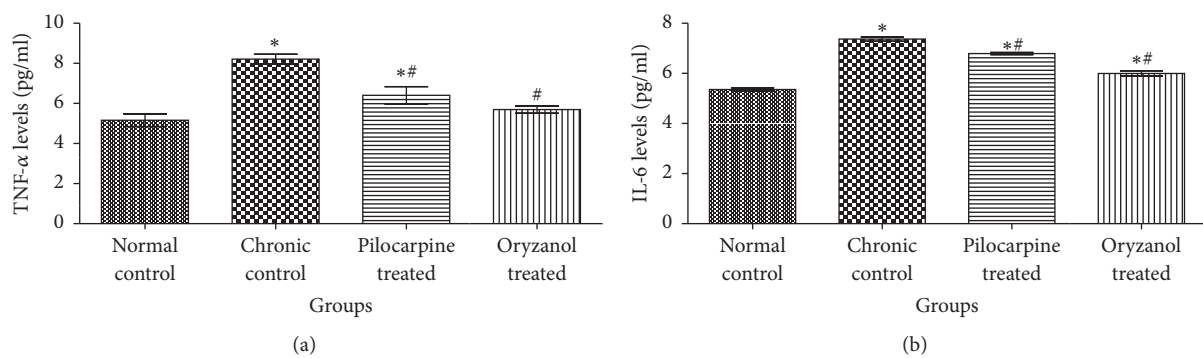 10
8
6
4
2
0
TNF-α levels (pg/ml)
*
*#
#
Normal control
Chronic control
Pilocarpine treated
Oryzanol treated
Groups
(a)
8
6
4
2
0
IL-6 levels (pg/ml)
*
*#
*#
Normal control
Chronic control
Pilocarpine treated
Oryzanol treated
Groups
(b)